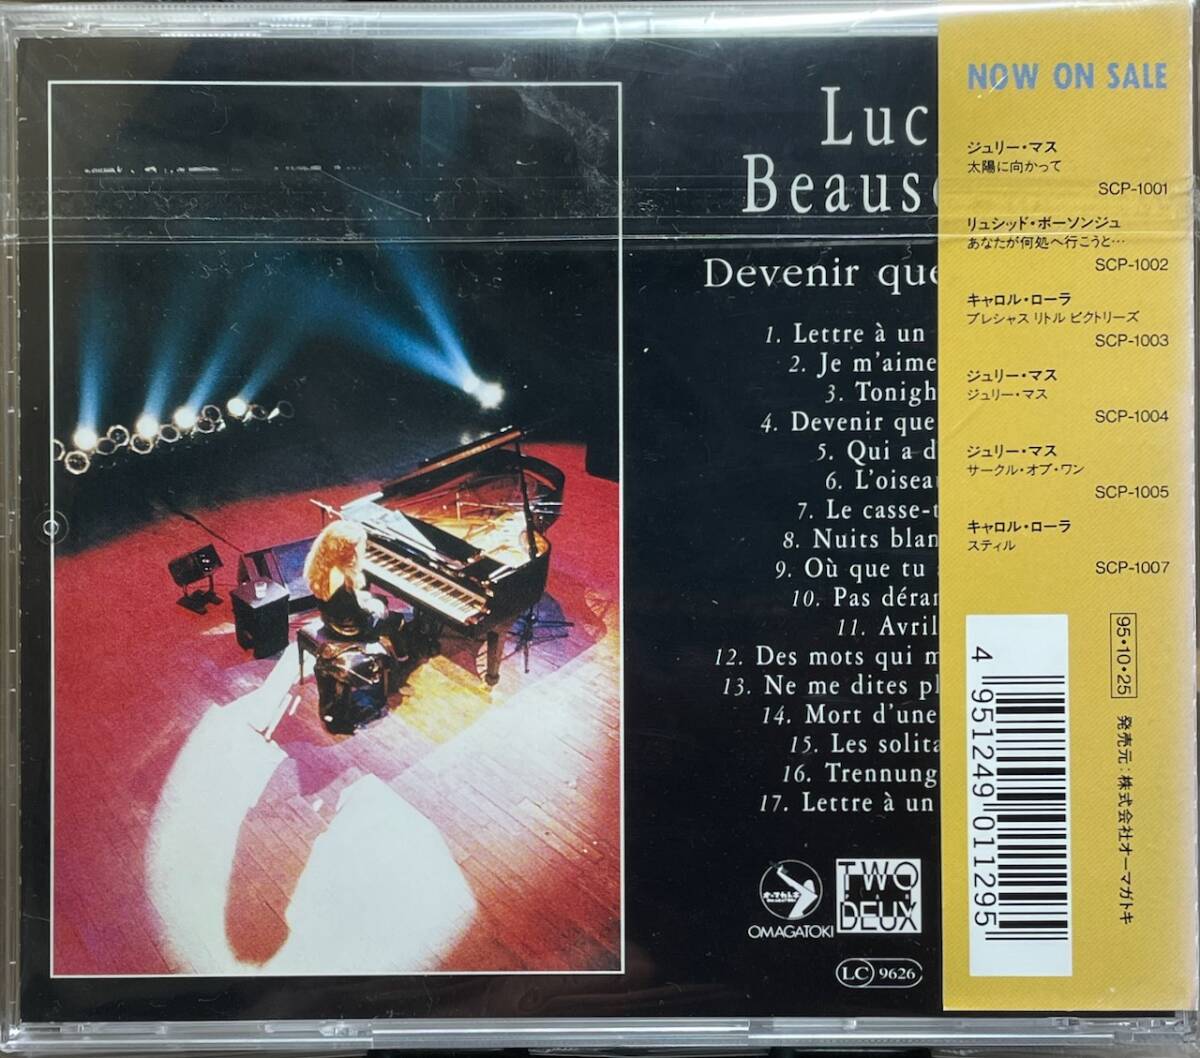 Luc
Beauso
Devenir que
1. Lettre à un
2. Je m'aime
3. Tonigh
4. Devenir que
5. Qui a d
6. L'oiseau
7. Le casse-t
8. Nuits blan
9. Où que tu
10. Pas déran
11. Avril
12. Des mots qui m
13. Ne me dites pl
14. Mort d'une
15. Les solita
16. Trennung
17. Lettre à un
オーマガトキ
OMAGATOKI
TWO
DEUX
LC 9626
NOW ON SALE
ジュリー・マス
太陽に向かって
SCP-1001
リュシッド・ボーソンジュ
あなたが何処へ行こうと…
SCP-1002
キャロル・ローラ
プレシャス リトル ビクトリーズ
SCP-1003
ジュリー・マス
ジュリー・マス
SCP-1004
ジュリー・マス
サークル・オブ・ワン
SCP-1005
キャロル・ローラ
スティル
SCP-1007
4 951249 011295
95・10・25 発売元：株式会社オーマガトキ